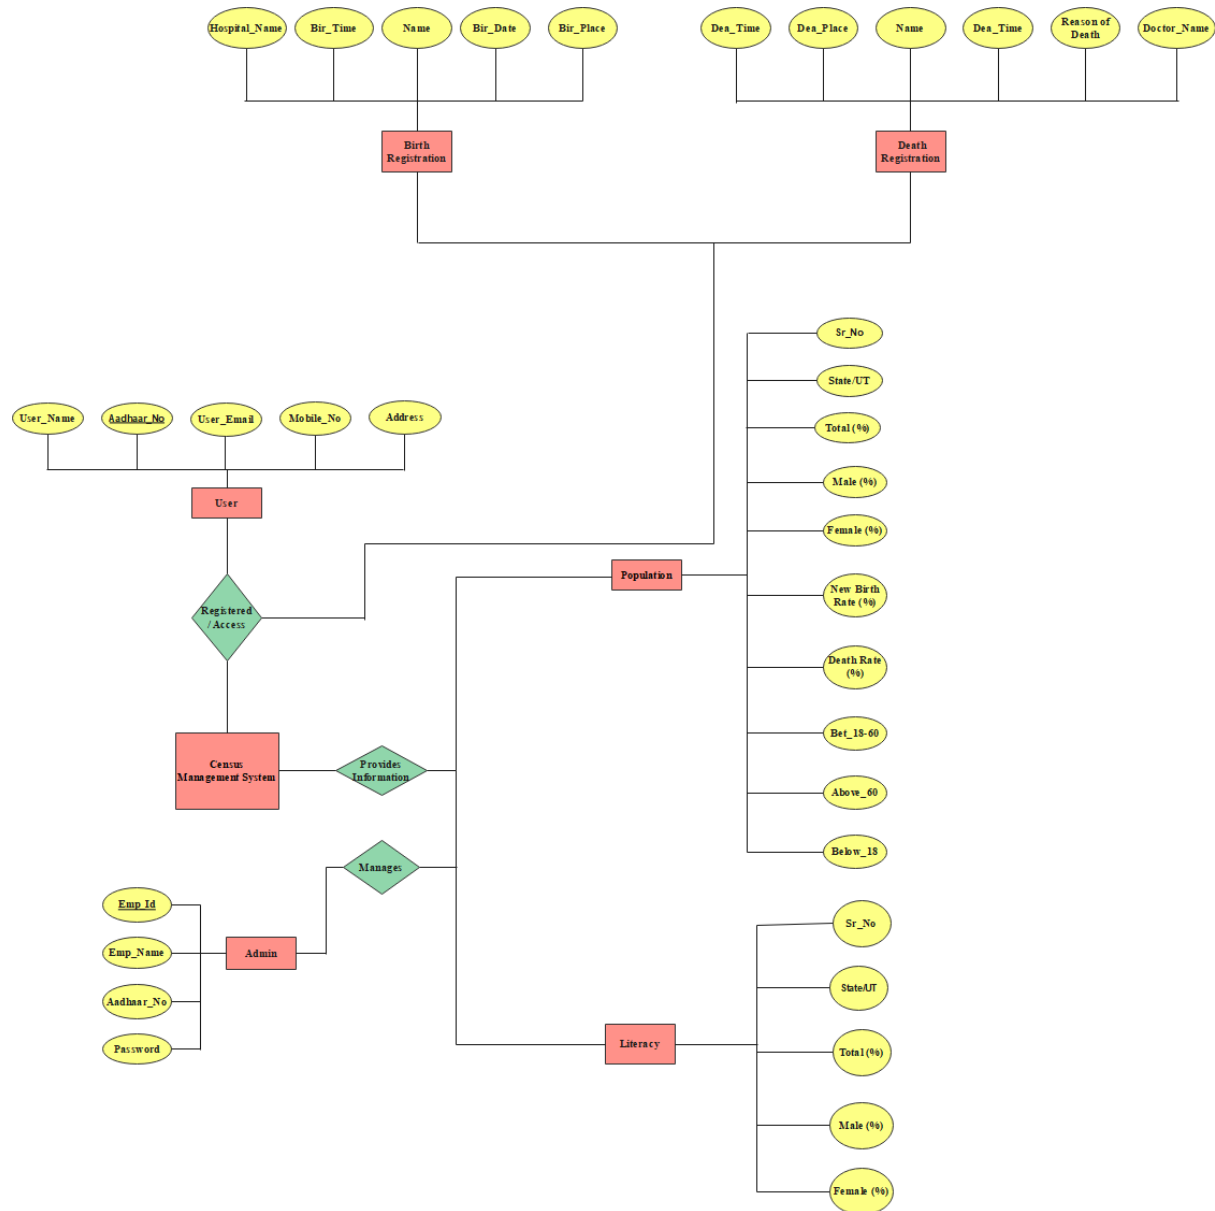 Hospital_Name
Bir_Time
Name
Bir_Date
Bir_Place
Dea_Time
Dea_Place
Name
Dea_Time
Reason of
Death
Doctor_Name
Birth
Registration
Death
Registration
Sr_No
State/UT
Total (%)
Male (%)
Female (%)
New Birth
Rate (%)
Death Rate
(%)
Bet_18-60
Above_60
Below_18
User_Name
Aadhaar_No
User_Email
Mobile_No
Address
User
Registered
/ Access
Population
Census
Management System
Provides
Information
Manages
Emp_Id
Emp_Name
Aadhaar_No
Password
Admin
Literacy
Sr_No
State/UT
Total (%)
Male (%)
Female (%)